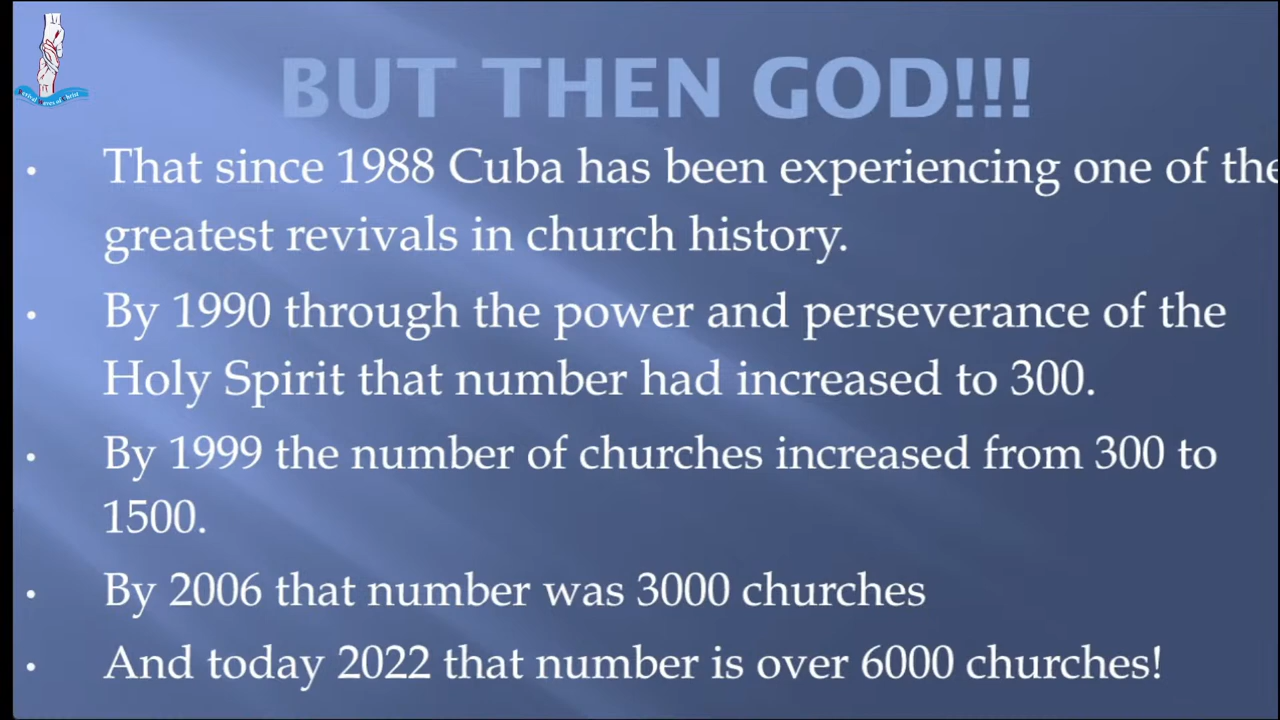 BUT THEN GOD!!!
• That since 1988 Cuba has been experiencing one of the
greatest revivals in church history.
• By 1990 through the power and perseverance of the
Holy Spirit that number had increased to 300.
• By 1999 the number of churches increased from 300 to
1500.
• By 2006 that number was 3000 churches
• And today 2022 that number is over 6000 churches!